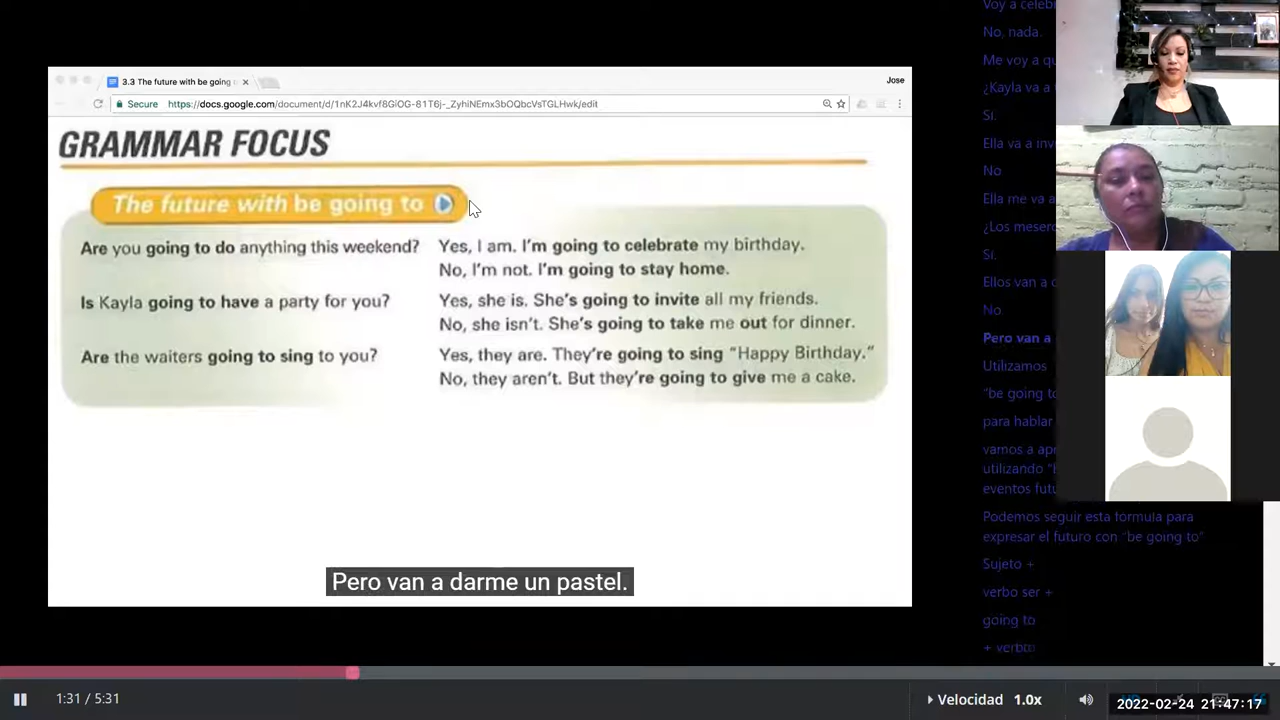 3.3 The future with be going
Jose
Secure https://docs.google.com/document/d/1nK2J4kvf8GiOG-81T6j-_ZyhiNEmx3bOQbcVsTGLHwk/edit
GRAMMAR FOCUS
The future with be going to
Are you going to do anything this weekend? Yes, I am. I'm going to celebrate my birthday.
No, I'm not. I'm going to stay home.
Is Kayla going to have a party for you? Yes, she is. She's going to invite all my friends.
No, she isn't. She's going to take me out for dinner.
Are the waiters going to sing to you? Yes, they are. They're going to sing "Happy Birthday."
No, they aren't. But they're going to give me a cake.
Pero van a darme un pastel.
Voy a celeb
No, nada.
Me voy a qu
¿Kayla va a
Sí.
Ella va a inv
No
Ella me va a
¿Los meser
Sí.
Ellos van a c
No
Pero van a
Utilizamos
"be going to
para hablar
vamos a apr
utilizando "b
eventos futu
Podemos seguir esta formula para
expresar el futuro con "be going to"
Sujeto +
verbo ser +
going to
+ verbo
1:31 / 5:31
Velocidad 1.0x
2022-02-24 21:47:17